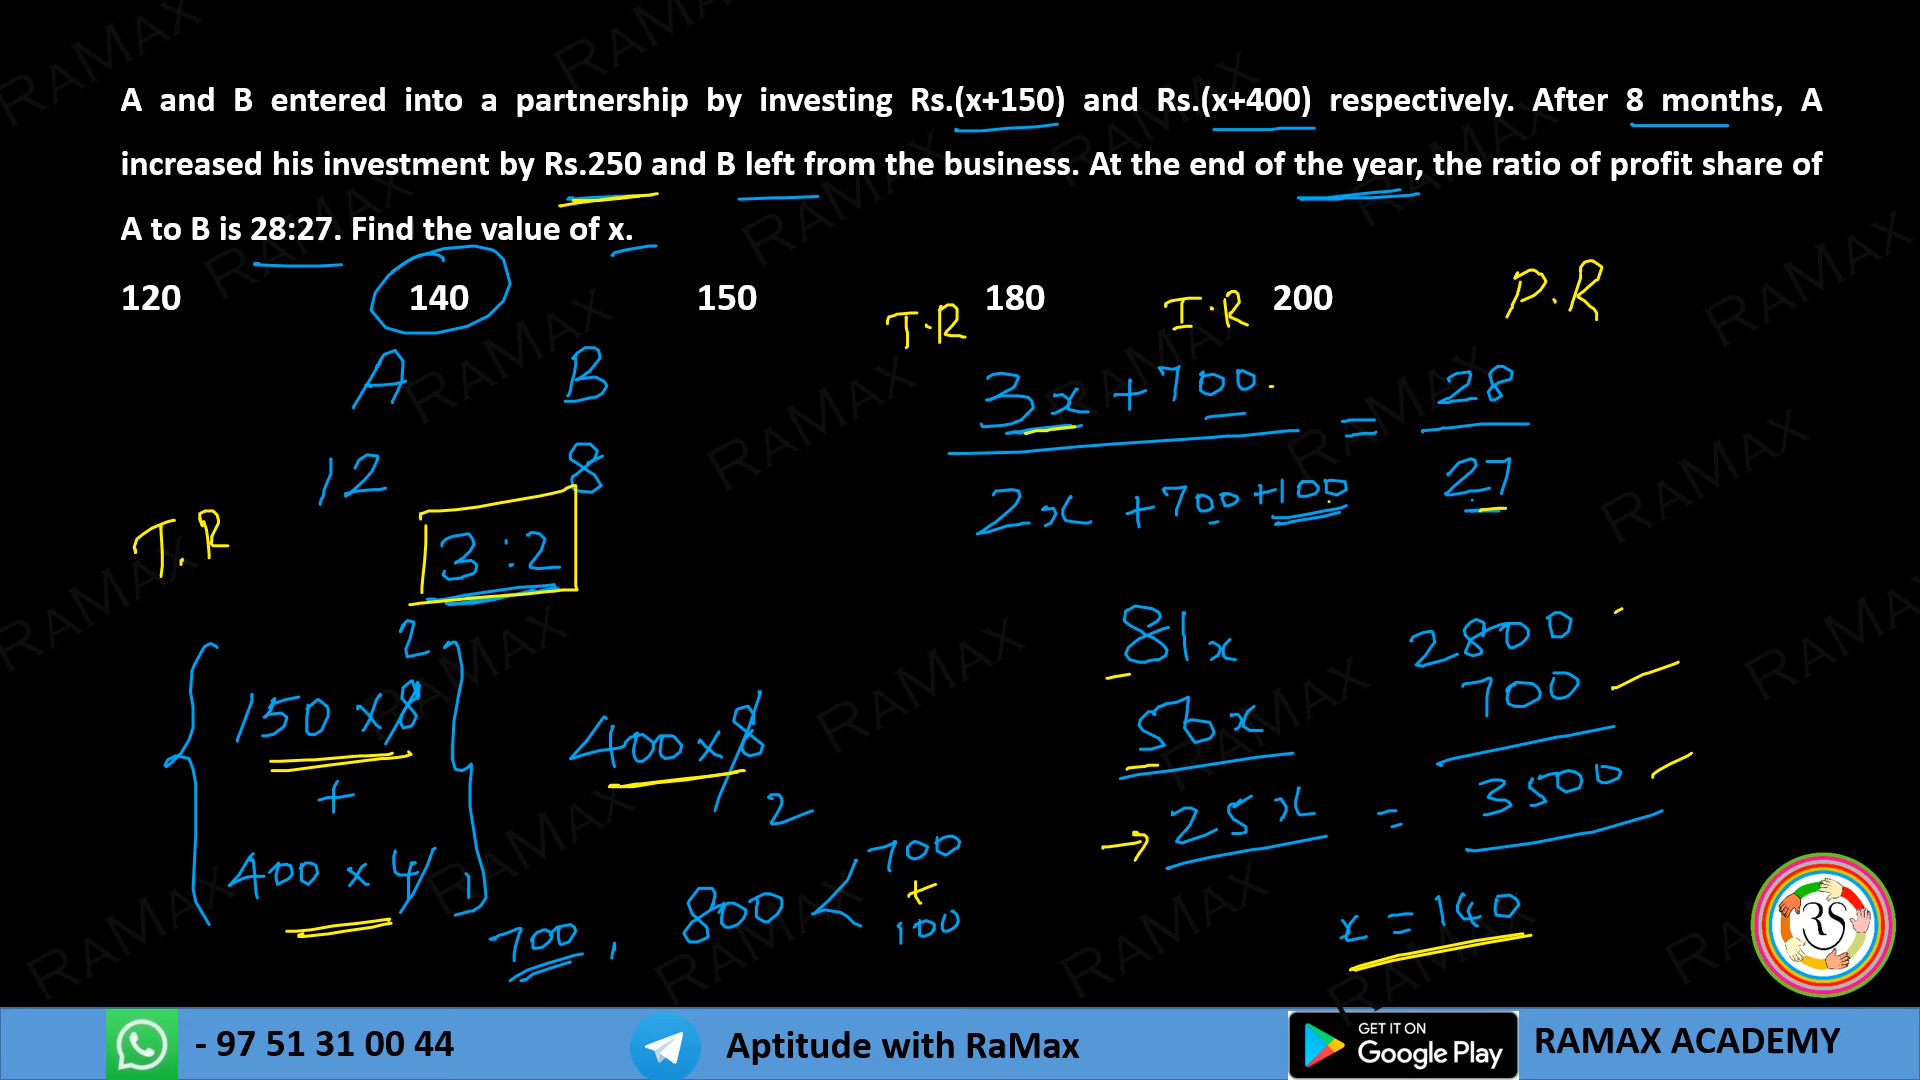 A and B entered into a partnership by investing Rs.(x+150) and Rs.(x+400) respectively. After 8 months, A
increased his investment by Rs.250 and B left from the business. At the end of the year, the ratio of profit share of
A to B is 28:27. Find the value of x.
120 140 150 180 200
T.R I.R P.R
A B
3x + 700 = 28
12 8
2x + 700 + 100 27
T.R
3 : 2
2
150 x 8
+
400 x 4 1
400 x 8
2
700 , 800 < 700
+
100
81x 2800
56x 700
25x = 3500
x = 140
RAMAX
- 97 51 31 00 44
Aptitude with RaMax
GET IT ON
Google Play
RAMAX ACADEMY